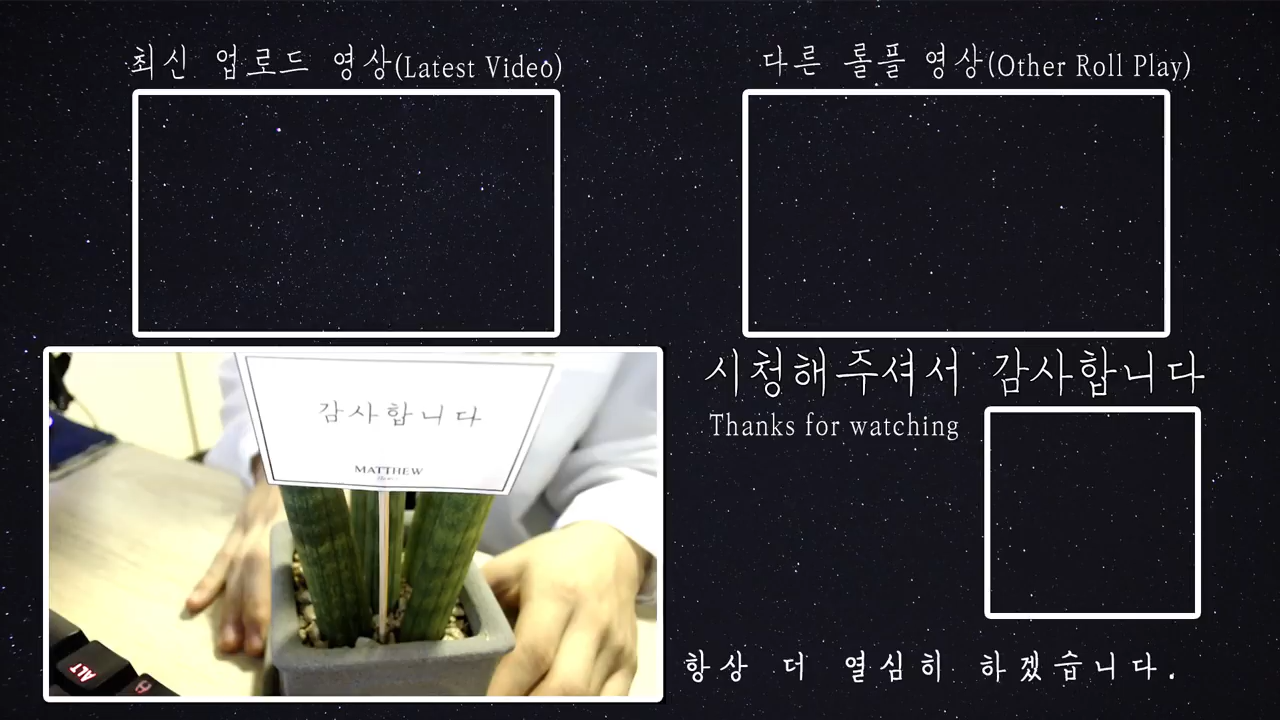 최신 업로드 영상(Latest Video)
다른 롤플 영상(Other Roll Play)
감사합니다
MATTHEW
ALT
시청해주셔서 감사합니다
Thanks for watching
항상 더 열심히 하겠습니다.